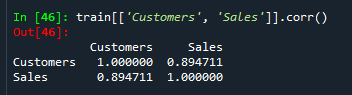 In [46]: train[['Customers', 'Sales']].corr()
Out[46]:
Customers Sales
Customers 1.000000 0.894711
Sales 0.894711 1.000000